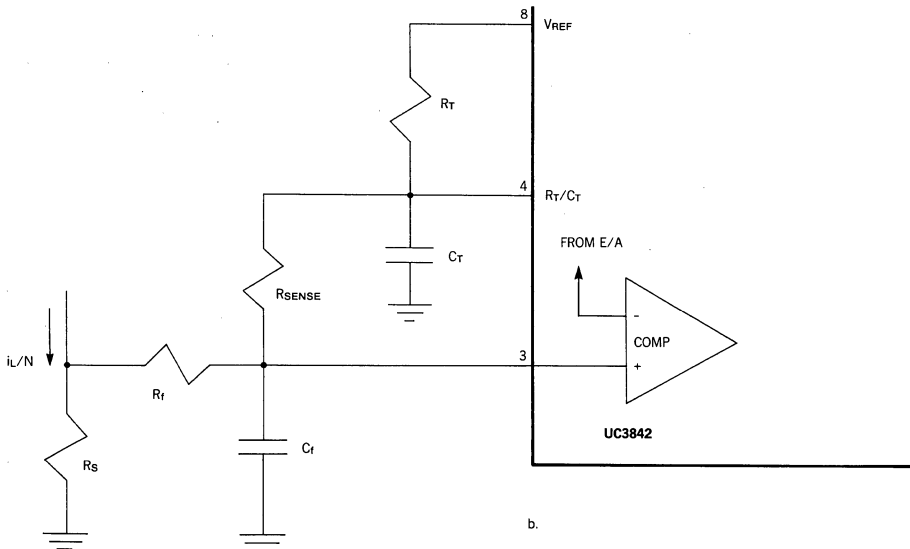 8
VREF
RT
4
RT/CT
FROM E/A
CT
RSENSE
-
COMP
iL/N
3
+
Rf
UC3842
Cf
RS
b.